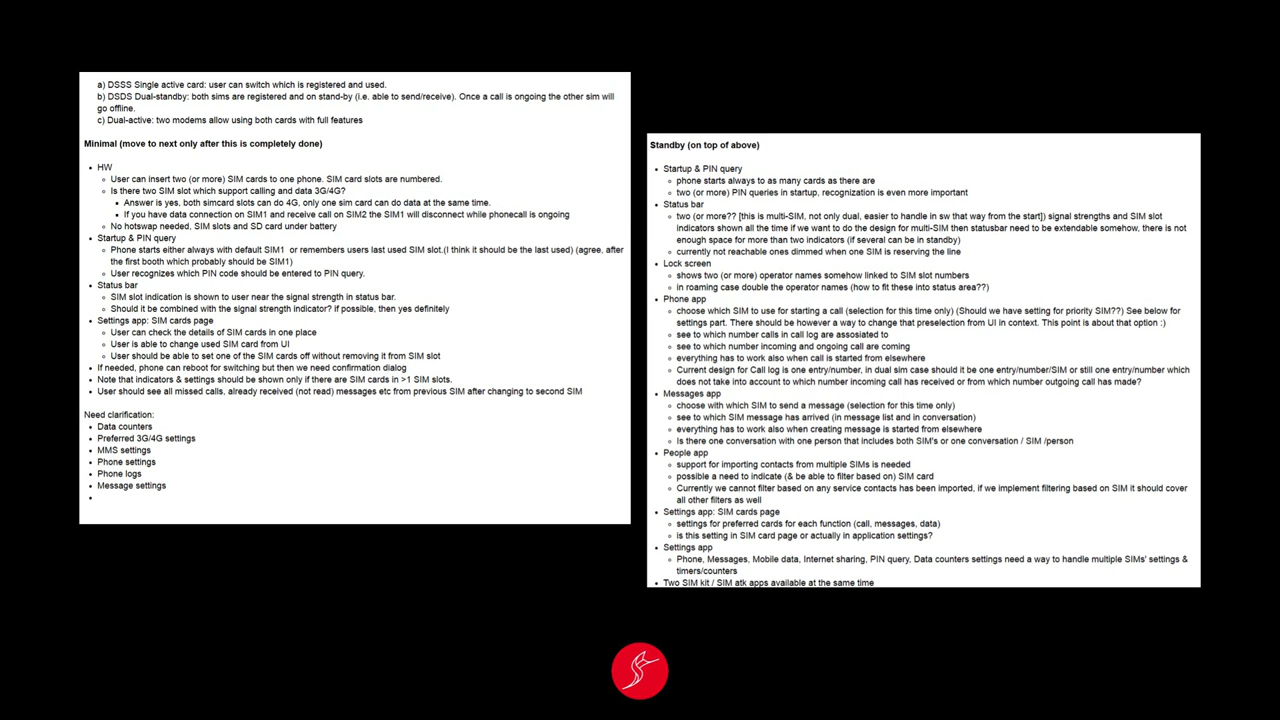 a) DSSS Single active card: user can switch which is registered and used.
b) DSDS Dual-standby: both sims are registered and on stand-by (i.e. able to send/receive). Once a call is ongoing the other sim will
go offline.
c) Dual-active: two modems allow using both cards with full features
Minimal (move to next only after this is completely done)
• HW
○ User can insert two (or more) SIM cards to one phone. SIM card slots are numbered.
○ Is there two SIM slot which support calling and data 3G/4G?
▪ Answer is yes, both simcard slots can do 4G, only one sim card can do data at the same time.
▪ If you have data connection on SIM1 and receive call on SIM2 the SIM1 will disconnect while phonecall is ongoing
○ No hotswap needed, SIM slots and SD card under battery
• Startup & PIN query
○ Phone starts either always with default SIM1 or remembers users last used SIM slot.(I think it should be the last used) (agree, after
the first booth which probably should be SIM1)
○ User recognizes which PIN code should be entered to PIN query.
• Status bar
○ SIM slot indication is shown to user near the signal strength in status bar.
○ Should it be combined with the signal strength indicator? if possible, then yes definitely
• Settings app: SIM cards page
○ User can check the details of SIM cards in one place
○ User is able to change used SIM card from UI
○ User should be able to set one of the SIM cards off without removing it from SIM slot
• If needed, phone can reboot for switching but then we need confirmation dialog
• Note that indicators & settings should be shown only if there are SIM cards in >1 SIM slots.
• User should see all missed calls, already received (not read) messages etc from previous SIM after changing to second SIM
Need clarification:
• Data counters
• Preferred 3G/4G settings
• MMS settings
• Phone settings
• Phone logs
• Message settings
•
Standby (on top of above)
• Startup & PIN query
○ phone starts always to as many cards as there are
○ two (or more) PIN queries in startup, recognization is even more important
• Status bar
○ two (or more?? [this is multi-SIM, not only dual, easier to handle in sw that way from the start]) signal strengths and SIM slot
indicators shown all the time if we want to do the design for multi-SIM then statusbar need to be extendable somehow, there is not
enough space for more than two indicators (if several can be in standby)
○ currently not reachable ones dimmed when one SIM is reserving the line
• Lock screen
○ shows two (or more) operator names somehow linked to SIM slot numbers
○ in roaming case double the operator names (how to fit these into status area??)
• Phone app
○ choose which SIM to use for starting a call (selection for this time only) (Should we have setting for priority SIM??) See below for
settings part. There should be however a way to change that preselection from UI in context. This point is about that option :)
○ see to which number calls in call log are assosiated to
○ see to which number incoming and ongoing call are coming
○ everything has to work also when call is started from elsewhere
○ Current design for Call log is one entry/number, in dual sim case should it be one entry/number/SIM or still one entry/number which
does not take into account to which number incoming call has received or from which number outgoing call has made?
• Messages app
○ choose with which SIM to send a message (selection for this time only)
○ see to which SIM message has arrived (in message list and in conversation)
○ everything has to work also when creating message is started from elsewhere
○ Is there one conversation with one person that includes both SIM's or one conversation / SIM /person
• People app
○ support for importing contacts from multiple SIMs is needed
○ possible a need to indicate (& be able to filter based on) SIM card
○ Currently we cannot filter based on any service contacts has been imported, if we implement filtering based on SIM it should cover
all other filters as well
• Settings app: SIM cards page
○ settings for preferred cards for each function (call, messages, data)
○ is this setting in SIM card page or actually in application settings?
• Settings app
○ Phone, Messages, Mobile data, Internet sharing, PIN query, Data counters settings need a way to handle multiple SIMs' settings &
timers/counters
• Two SIM kit / SIM atk apps available at the same time